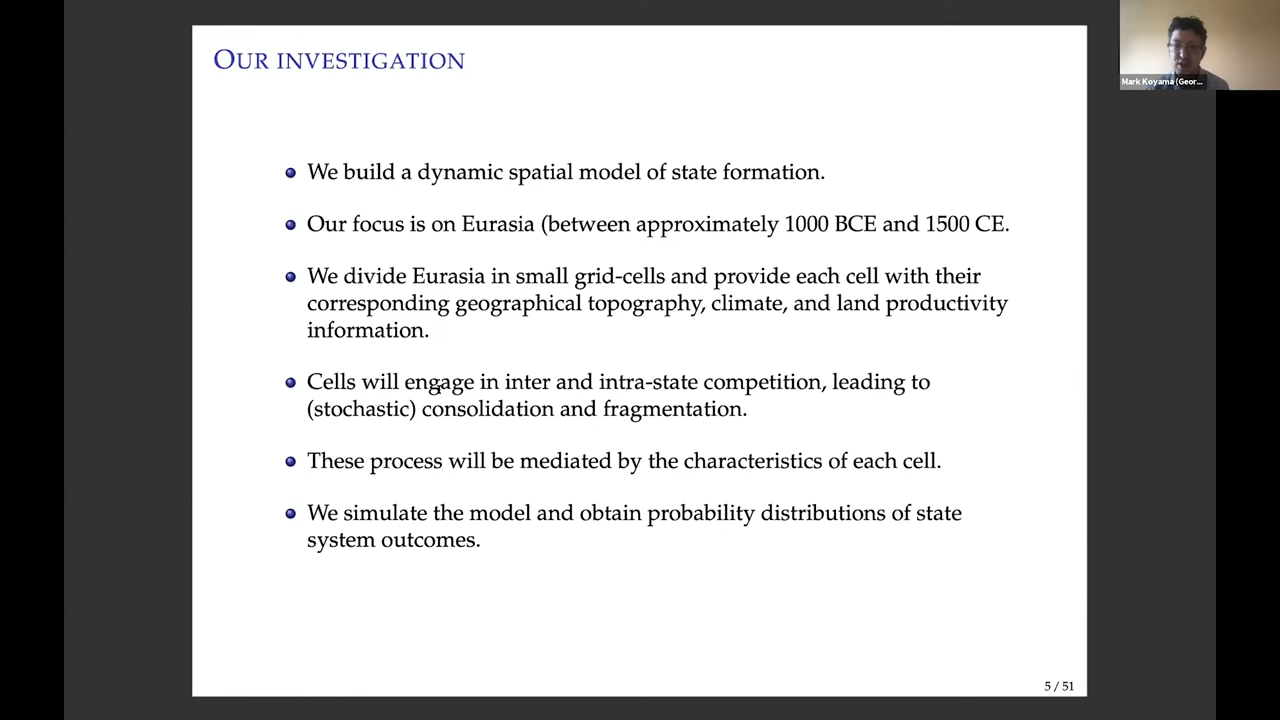 OUR INVESTIGATION
Mark Koyama (Geor...
We build a dynamic spatial model of state formation.
Our focus is on Eurasia (between approximately 1000 BCE and 1500 CE.
We divide Eurasia in small grid-cells and provide each cell with their
corresponding geographical topography, climate, and land productivity
information.
Cells will engage in inter and intra-state competition, leading to
(stochastic) consolidation and fragmentation.
These process will be mediated by the characteristics of each cell.
We simulate the model and obtain probability distributions of state
system outcomes.
5 / 51